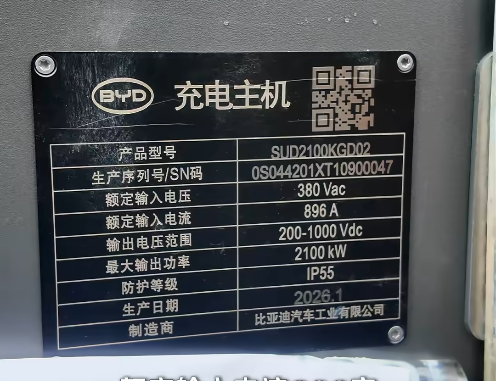 BYD 充电主机
产品型号 SUD2100KGD02
生产序列号/SN码 0S044201XT10900047
额定输入电压 380 Vac
额定输入电流 896 A
输出电压范围 200-1000 Vdc
最大输出功率 2100 kW
防护等级 IP55
生产日期 2026.1
制造商 比亚迪汽车工业有限公司